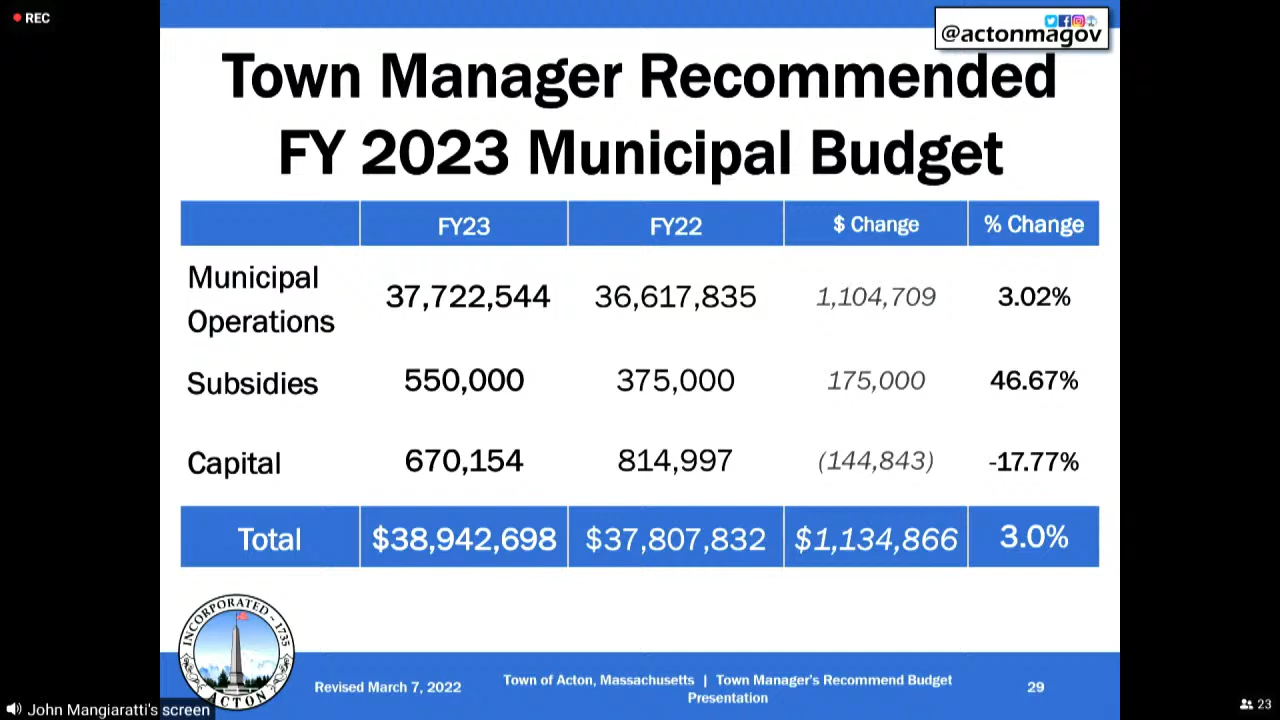 REC
@actonmagov
Town Manager Recommended
FY 2023 Municipal Budget
FY23 FY22 $ Change % Change
Municipal
Operations 37,722,544 36,617,835 1,104,709 3.02%
Subsidies 550,000 375,000 175,000 46.67%
Capital 670,154 814,997 (144,843) -17.77%
Total $38,942,698 $37,807,832 $1,134,866 3.0%
INCORPORATED - 1735
ACTON
Revised March 7, 2022
Town of Acton, Massachusetts | Town Manager's Recommend Budget
Presentation
29
John Mangiaratti's screen
23